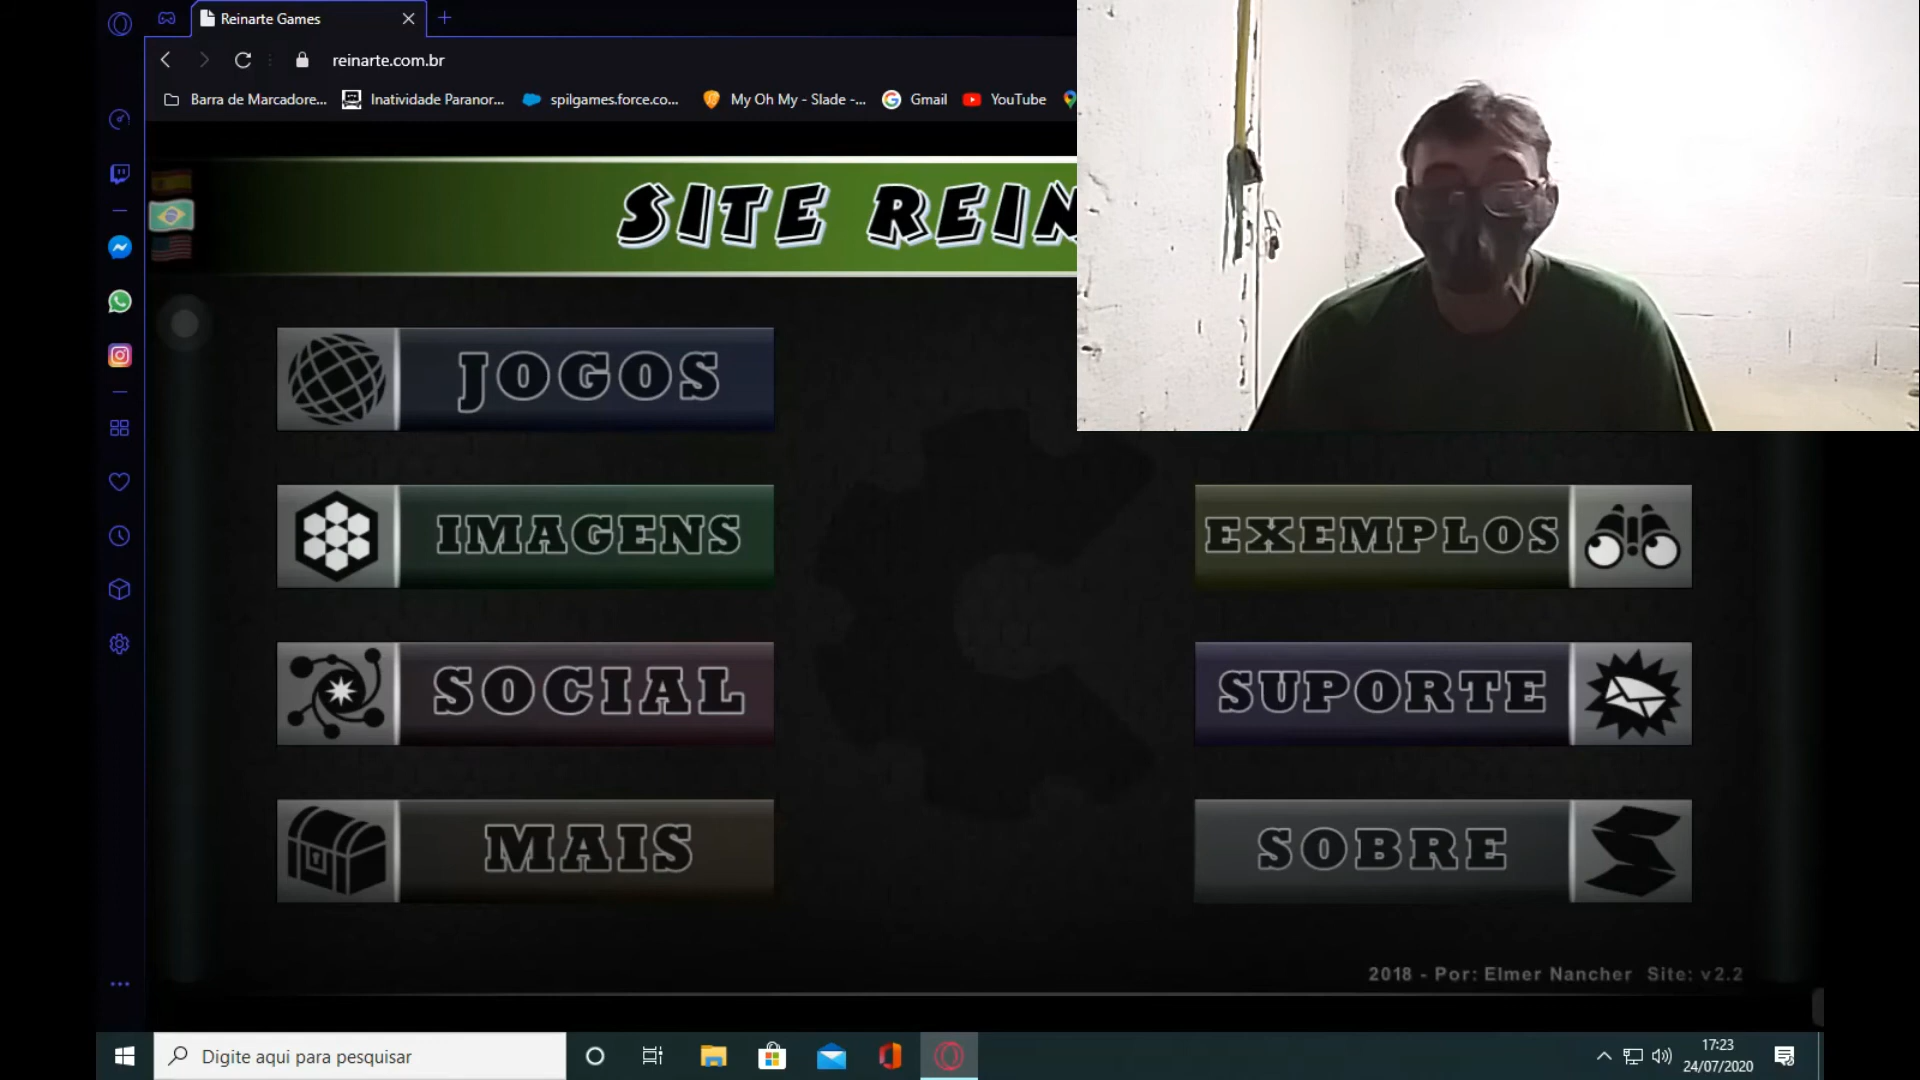 Reinarte Games
reinarte.com.br
Barra de Marcadore...
Inatividade Paranor...
spilgames.force.co...
My Oh My - Slade -...
Gmail
YouTube
SITE REIN
JOGOS
IMAGENS
EXEMPLOS
SOCIAL
SUPORTE
MAIS
SOBRE
2018 - Por: Elmer Nancher Site: v2.2
Digite aqui para pesquisar
17:23
24/07/2020